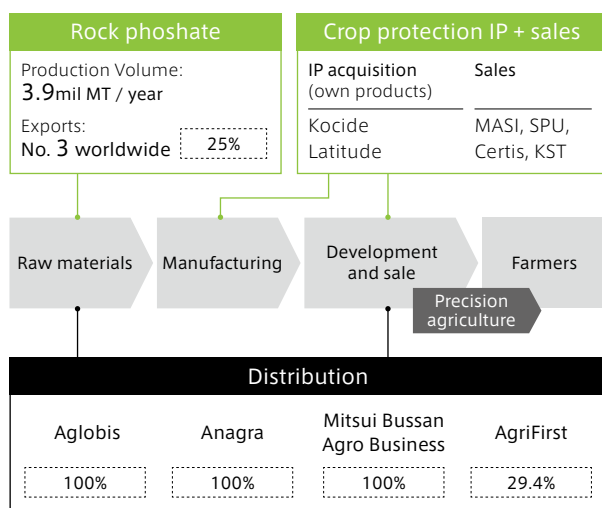 Rock phoshate
Production Volume:
3.9mil MT / year
Exports:
No. 3 worldwide
25%
Crop protection IP + sales
IP acquisition
(own products)
Kocide
Latitude
Sales
MASI, SPU,
Certis, KST
Raw materials
Manufacturing
Development
and sale
Farmers
Precision
agriculture
Distribution
Aglobis
100%
Anagra
100%
Mitsui Bussan
Agro Business
100%
AgriFirst
29.4%